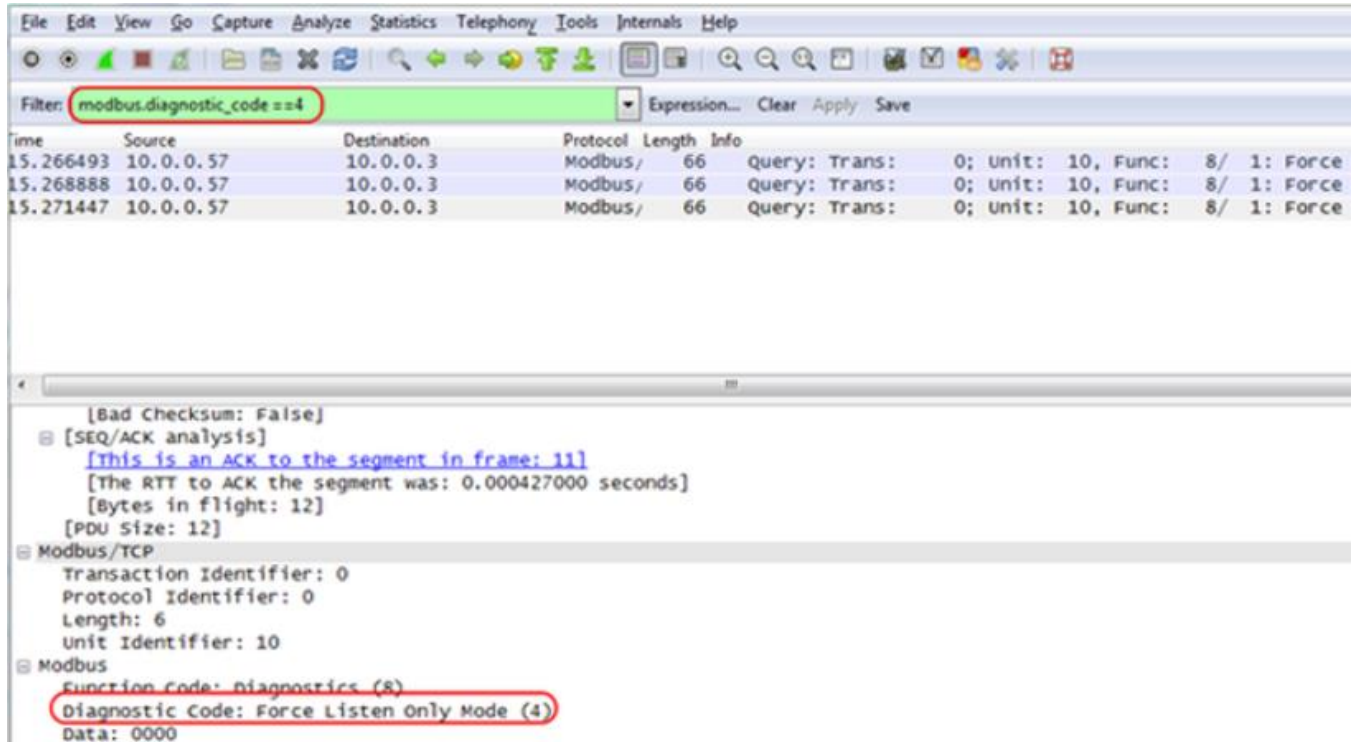 File Edit View Go Capture Analyze Statistics Telephony Tools Internals Help
Filter: modbus.diagnostic_code ==4 Expression... Clear Apply Save
ime Source Destination Protocol Length Info
15.266493 10.0.0.57 10.0.0.3 Modbus/ 66 Query: Trans: 0; Unit: 10, Func: 8/ 1: Force
15.268888 10.0.0.57 10.0.0.3 Modbus/ 66 Query: Trans: 0; Unit: 10, Func: 8/ 1: Force
15.271447 10.0.0.57 10.0.0.3 Modbus/ 66 Query: Trans: 0; Unit: 10, Func: 8/ 1: Force
[Bad Checksum: False]
[SEQ/ACK analysis]
[This is an ACK to the segment in frame: 11]
[The RTT to ACK the segment was: 0.000427000 seconds]
[Bytes in flight: 12]
[PDU Size: 12]
Modbus/TCP
Transaction Identifier: 0
Protocol Identifier: 0
Length: 6
Unit Identifier: 10
Modbus
Function Code: Diagnostics (8)
Diagnostic Code: Force Listen Only Mode (4)
Data: 0000